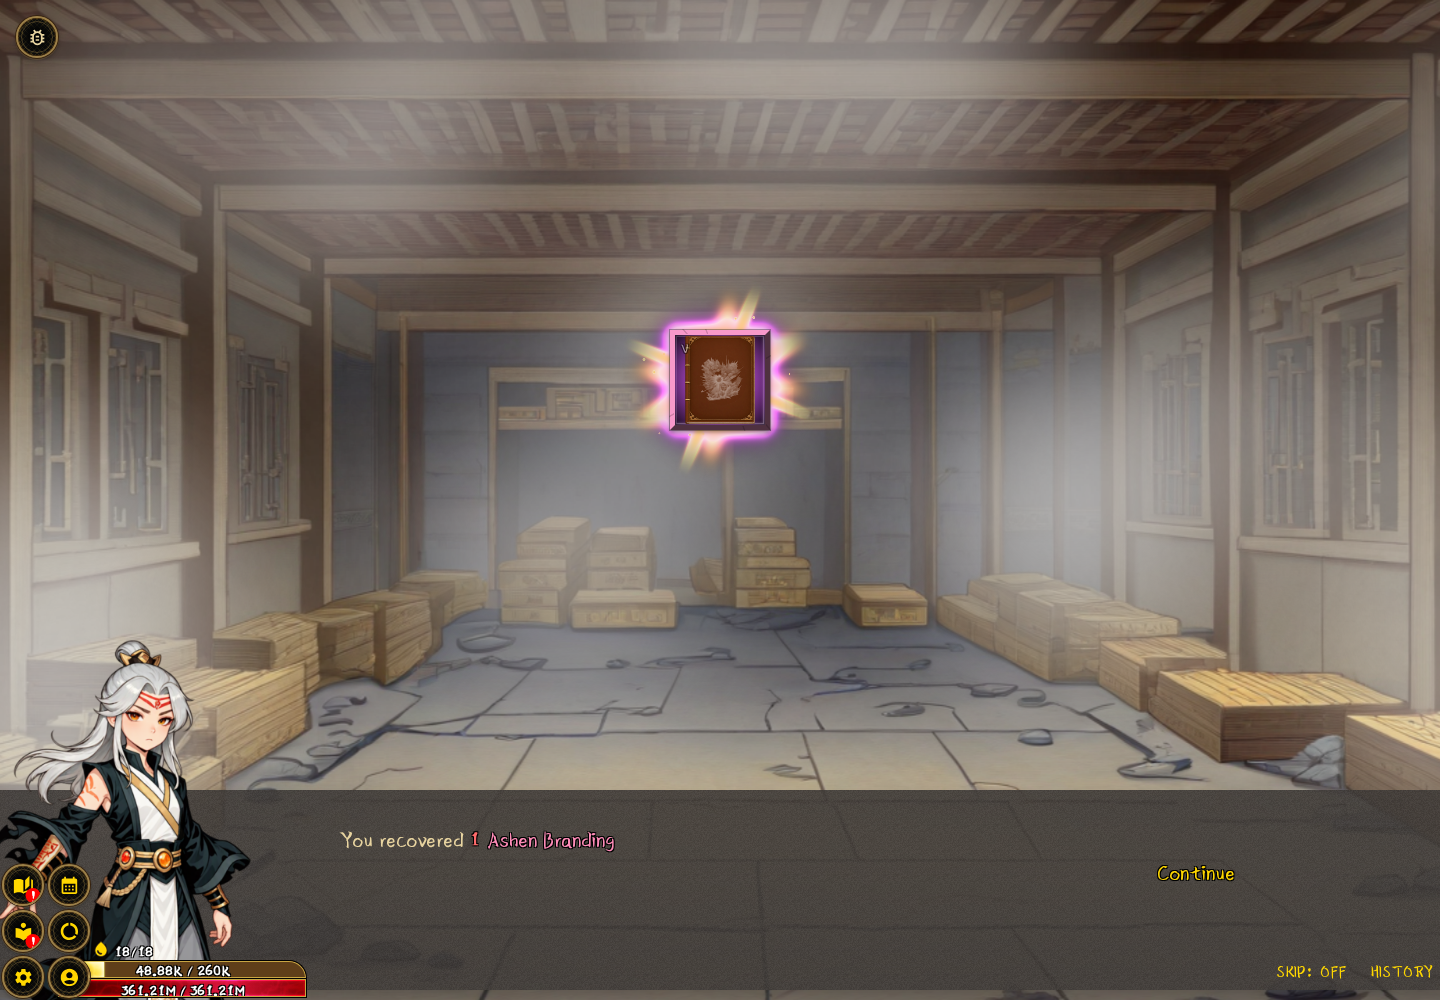 V
You recovered 1 Ashen Branding
Continue
18/18
48.88K / 260K
361.21M / 361.21M
SKIP: OFF HISTORY